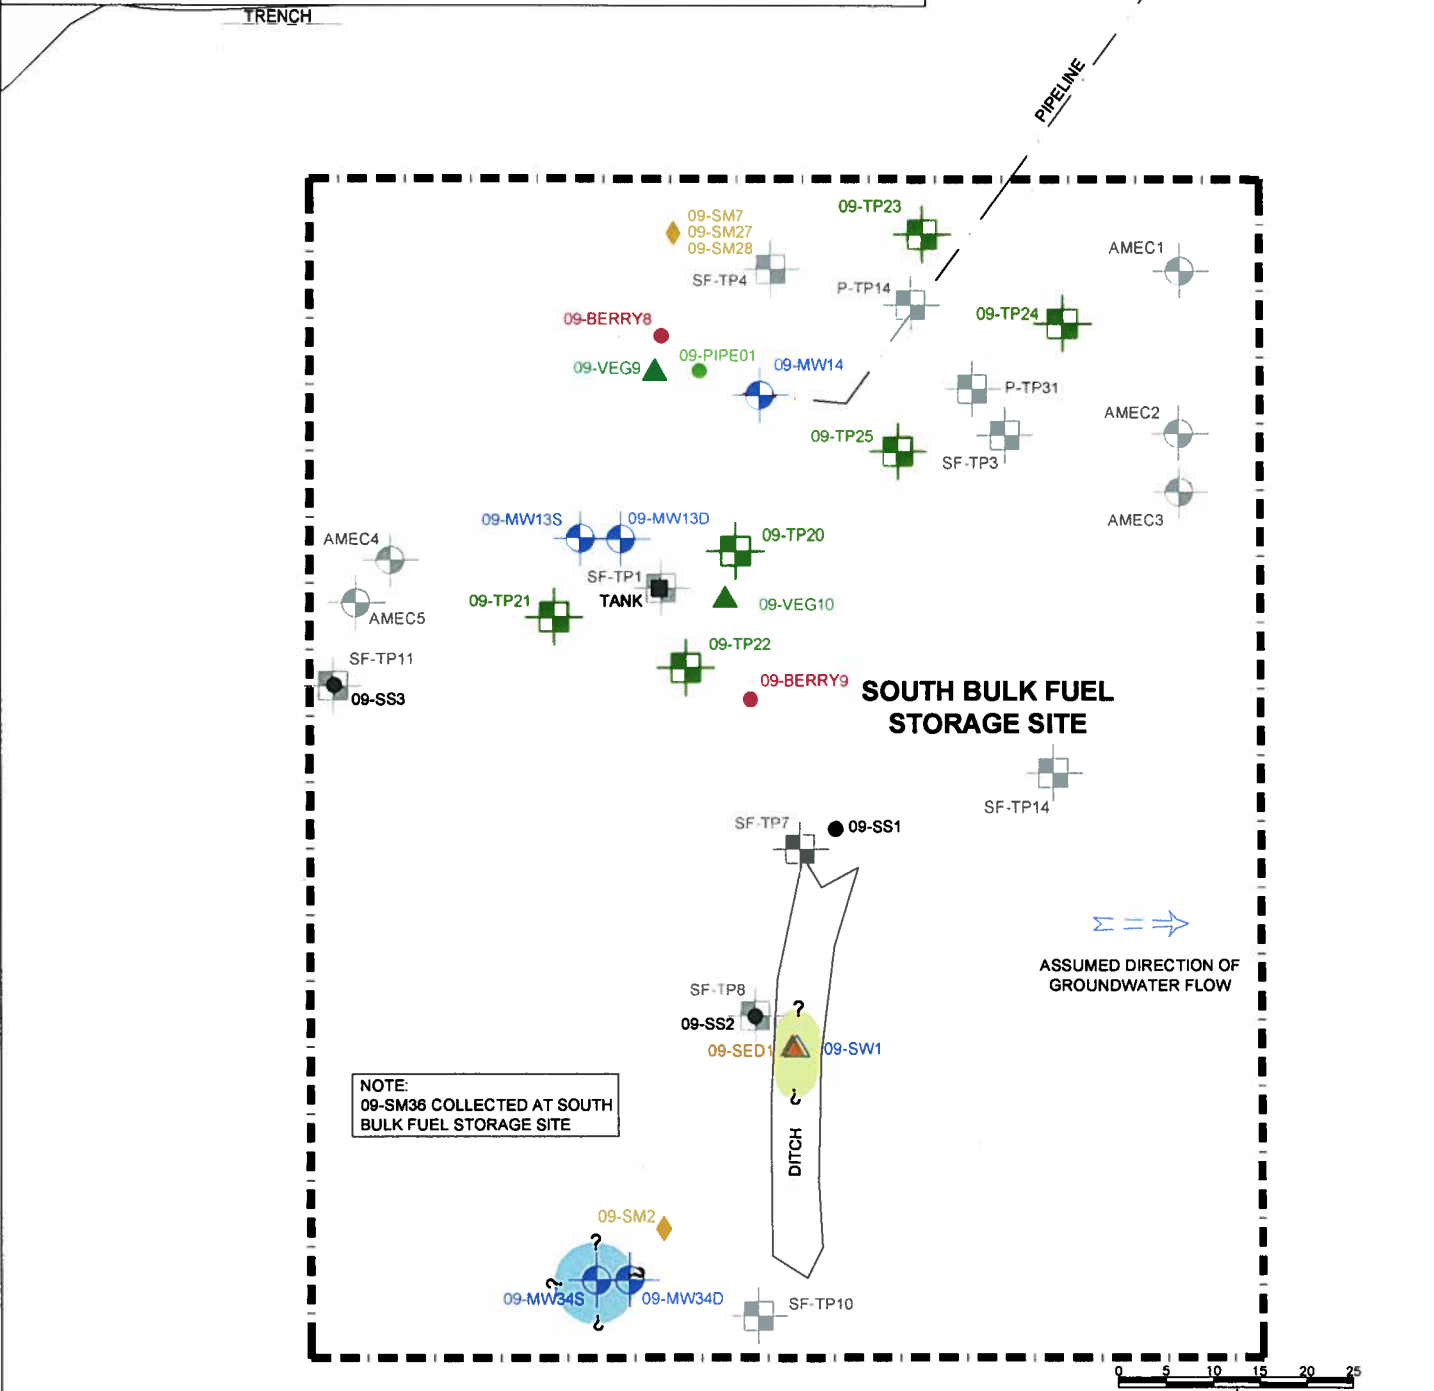 TRENCH
PIPELINE
09-SM7
09-SM27
09-SM28
09-TP23
SF-TP4
AMEC1
P-TP14
09-TP24
09-BERRY8
09-PIPE01
09-VEG9
09-MW14
P-TP31
AMEC2
09-TP25
SF-TP3
AMEC3
09-MW13S
09-MW13D
09-TP20
AMEC4
SF-TP1
TANK
09-TP21
09-VEG10
AMEC5
09-TP22
SF-TP11
09-SS3
09-BERRY9
SOUTH BULK FUEL
STORAGE SITE
SF-TP14
SF-TP7
09-SS1
ASSUMED DIRECTION OF
GROUNDWATER FLOW
SF-TP8
09-SS2
?
09-SED1
09-SW1
?
NOTE:
09-SM36 COLLECTED AT SOUTH
BULK FUEL STORAGE SITE
DITCH
09-SM2
?
?
?
09-MW34S
09-MW34D
SF-TP10
?
0 5 10 15 20 25